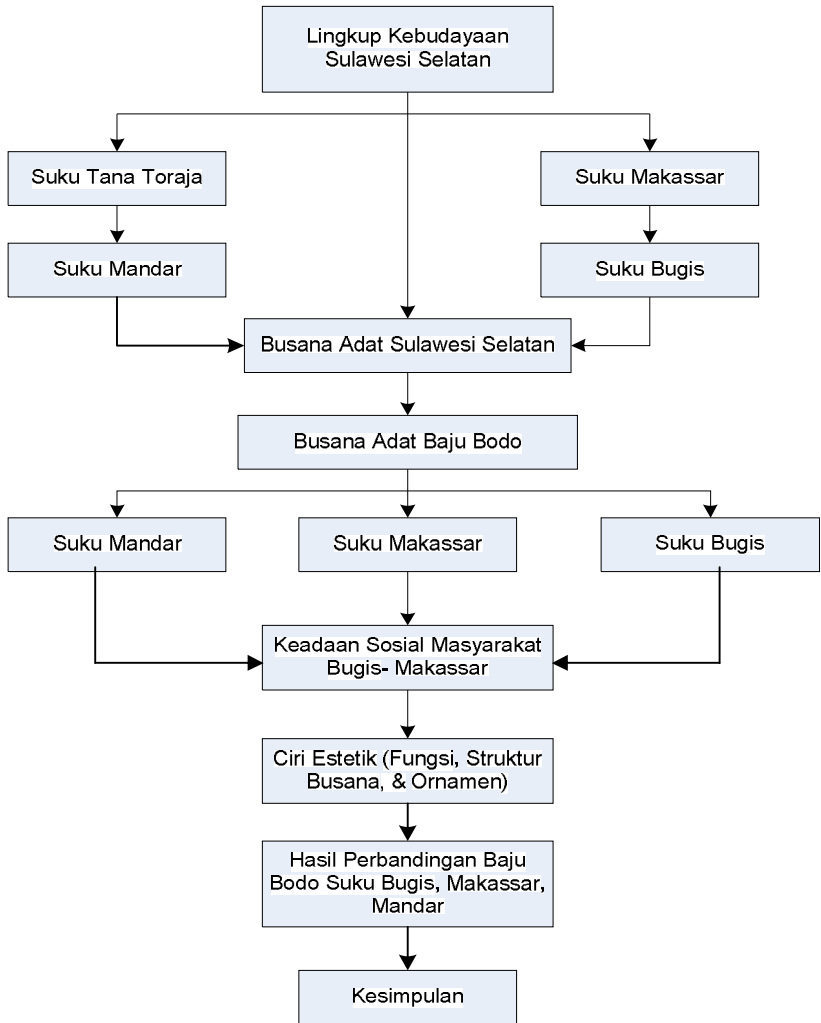 Lingkup Kebudayaan
Sulawesi Selatan
Suku Tana Toraja
Suku Makassar
Suku Mandar
Suku Bugis
Busana Adat Sulawesi Selatan
Busana Adat Baju Bodo
Suku Mandar
Suku Makassar
Suku Bugis
Keadaan Sosial Masyarakat
Bugis- Makassar
Ciri Estetik (Fungsi, Struktur
Busana, & Ornamen)
Hasil Perbandingan Baju
Bodo Suku Bugis, Makassar,
Mandar
Kesimpulan